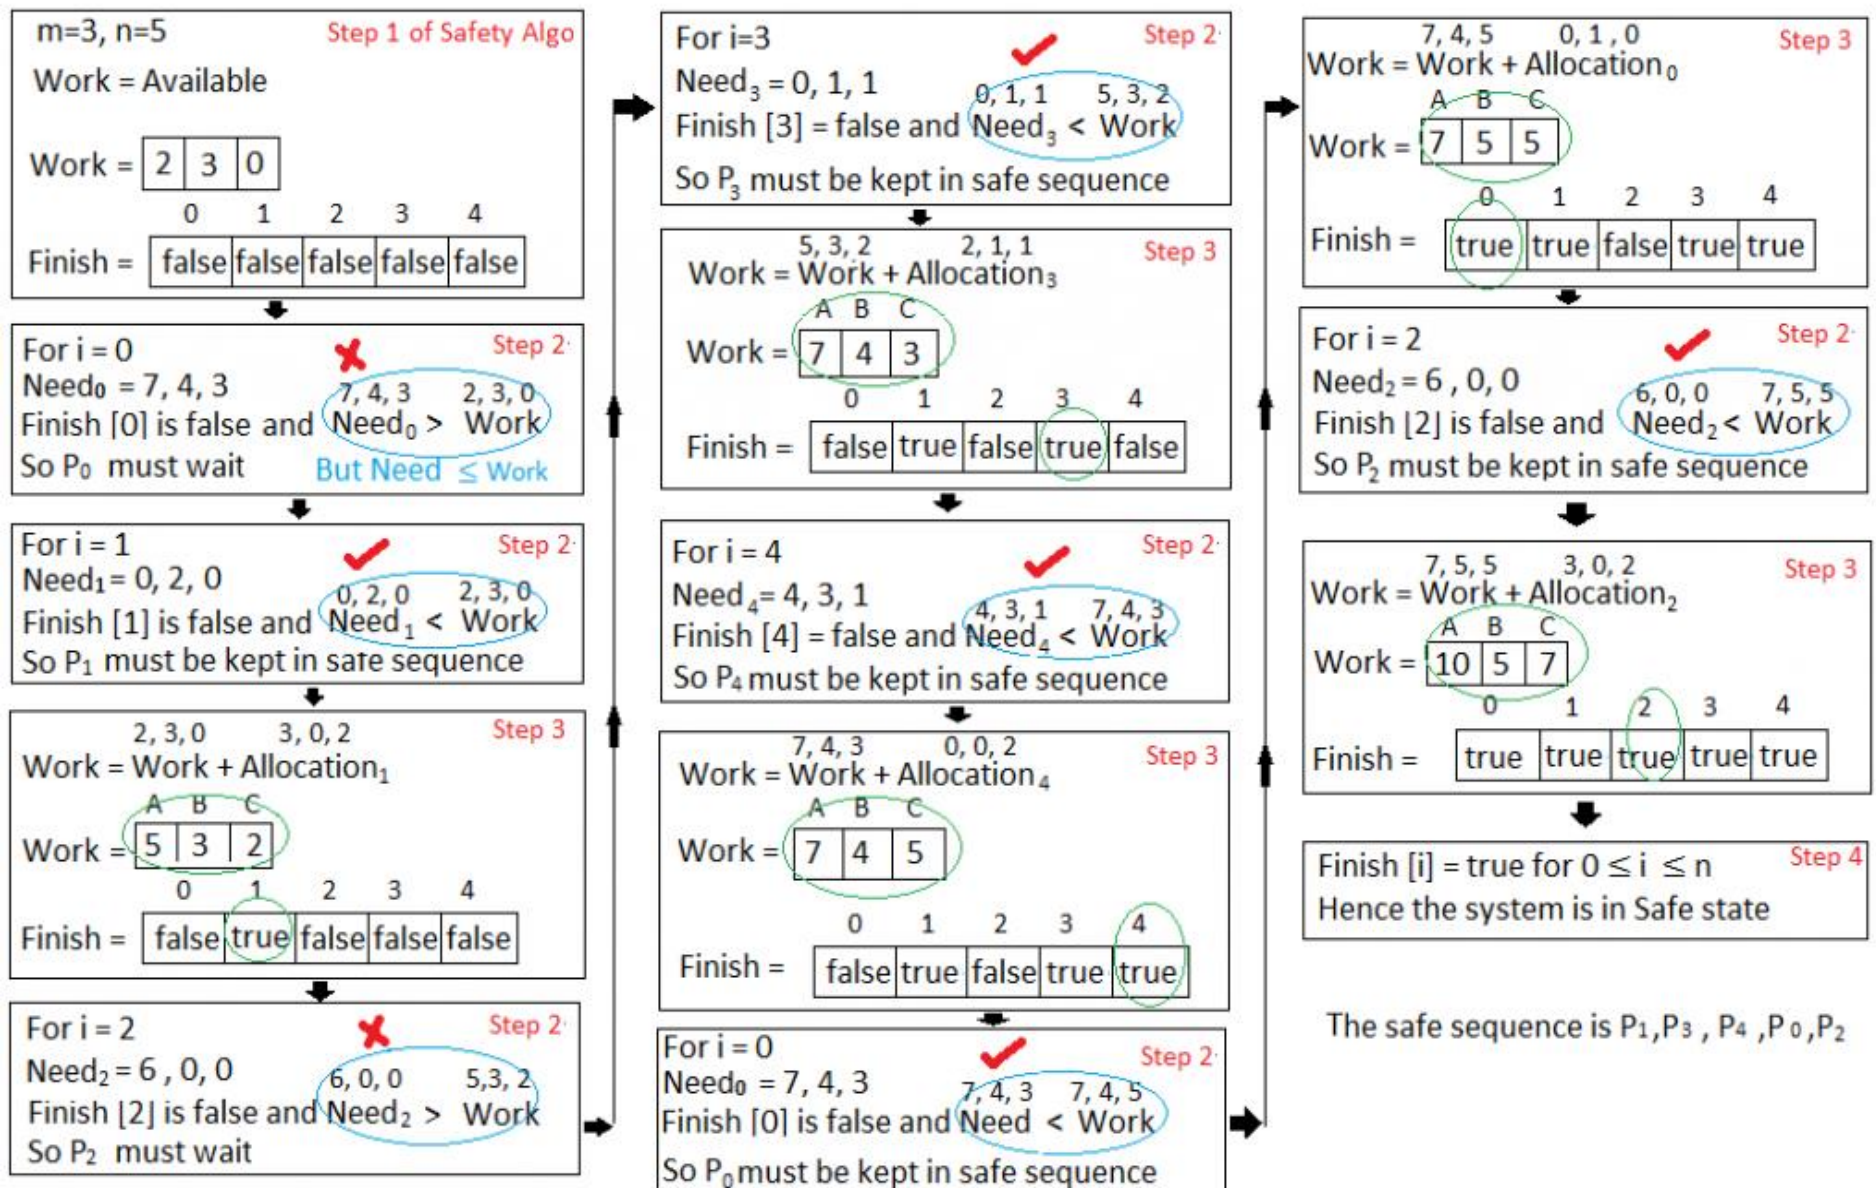 m=3, n=5 Step 1 of Safety Algo
Work = Available
Work = 2 3 0
0 1 2 3 4
Finish = false false false false false
For i = 0 Step 2
Need₀ = 7, 4, 3
7, 4, 3 2, 3, 0
Finish [0] is false and Need₀ > Work
So P₀ must wait But Need ≤ Work
For i = 1 Step 2
Need₁ = 0, 2, 0
0, 2, 0 2, 3, 0
Finish [1] is false and Need₁ < Work
So P₁ must be kept in safe sequence
Step 3
2, 3, 0 3, 0, 2
Work = Work + Allocation₁
A B C
Work = 5 3 2
0 1 2 3 4
Finish = false true false false false
For i = 2 Step 2
Need₂ = 6 , 0, 0
6, 0, 0 5,3, 2
Finish [2] is false and Need₂ > Work
So P₂ must wait
For i=3 Step 2
Need₃ = 0, 1, 1
0, 1, 1 5, 3, 2
Finish [3] = false and Need₃ < Work
So P₃ must be kept in safe sequence
Step 3
5, 3, 2 2, 1, 1
Work = Work + Allocation₃
A B C
Work = 7 4 3
0 1 2 3 4
Finish = false true false true false
For i = 4 Step 2
Need₄ = 4, 3, 1
4, 3, 1 7, 4, 3
Finish [4] = false and Need₄ < Work
So P₄ must be kept in safe sequence
Step 3
7, 4, 3 0, 0, 2
Work = Work + Allocation₄
A B C
Work = 7 4 5
0 1 2 3 4
Finish = false true false true true
For i = 0 Step 2
Need₀ = 7, 4, 3
7, 4, 3 7, 4, 5
Finish [0] is false and Need < Work
So P₀ must be kept in safe sequence
Step 3
7, 4, 5 0, 1 , 0
Work = Work + Allocation₀
A B C
Work = 7 5 5
0 1 2 3 4
Finish = true true false true true
For i = 2 Step 2
Need₂ = 6 , 0, 0
6, 0, 0 7, 5, 5
Finish [2] is false and Need₂ < Work
So P₂ must be kept in safe sequence
Step 3
7, 5, 5 3, 0, 2
Work = Work + Allocation₂
A B C
Work = 10 5 7
0 1 2 3 4
Finish = true true true true true
Step 4
Finish [i] = true for 0 ≤ i ≤ n
Hence the system is in Safe state
The safe sequence is P₁,P₃ , P₄ ,P₀,P₂